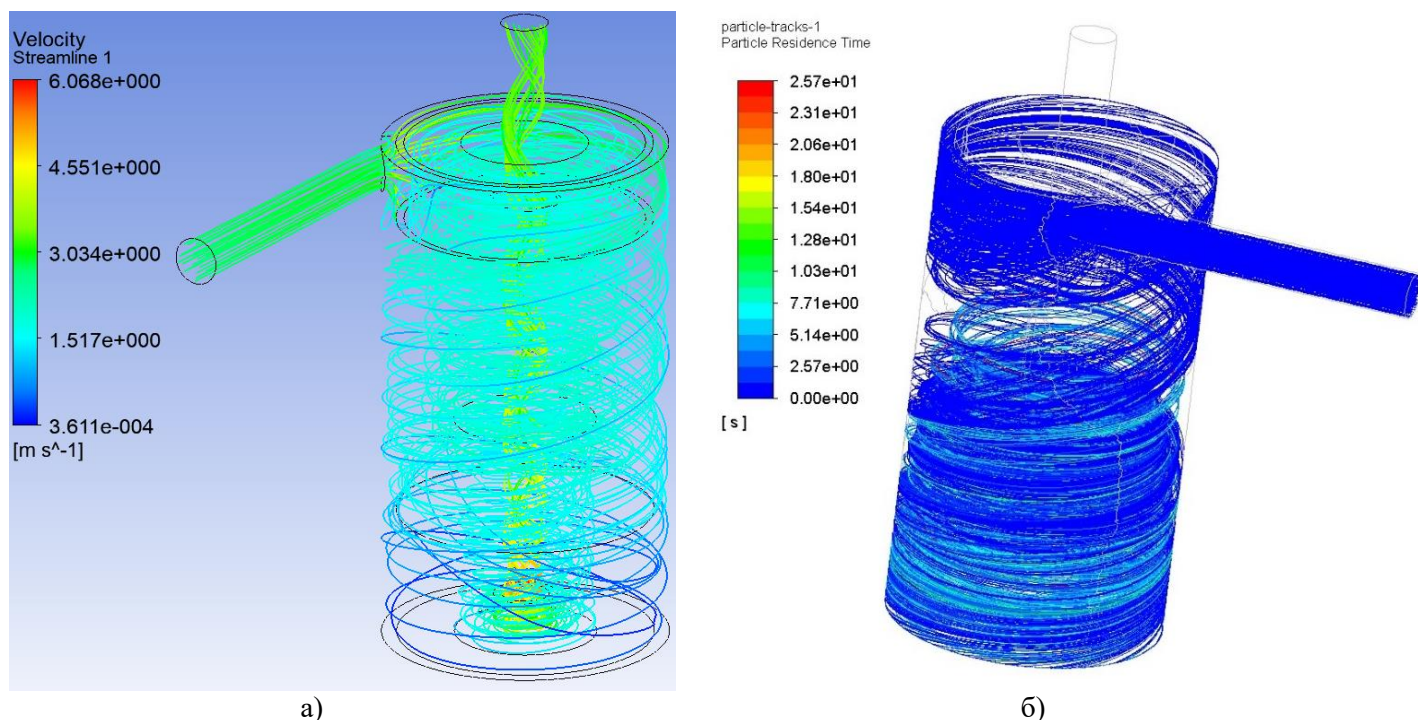 Velocity
Streamline 1
6.068e+000
4.551e+000
3.034e+000
1.517e+000
3.611e-004
[m s^-1]
particle-tracks-1
Particle Residence Time
2.57e+01
2.31e+01
2.06e+01
1.80e+01
1.54e+01
1.28e+01
1.03e+01
7.71e+00
5.14e+00
2.57e+00
0.00e+00
[s]
а)
б)